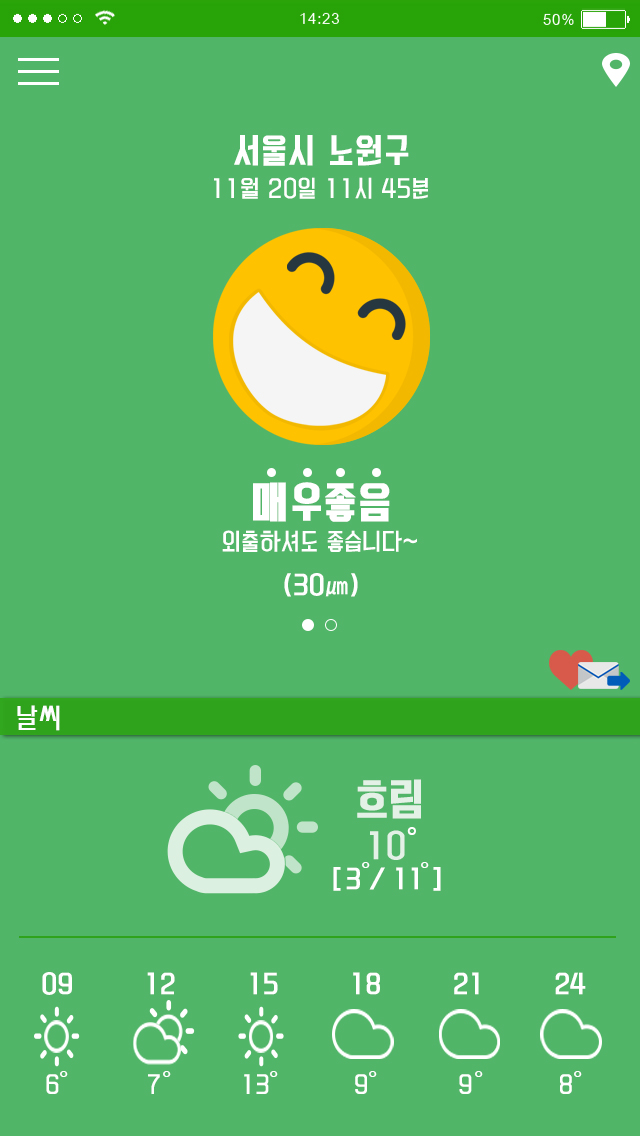 14:23
50%
서울시 노원구
11월 20일 11시 45분
매우좋음
외출하셔도 좋습니다~
(30㎛)
날씨
흐림
10°
[3°/ 11°]
09 12 15 18 21 24
6° 7° 13° 9° 9° 8°